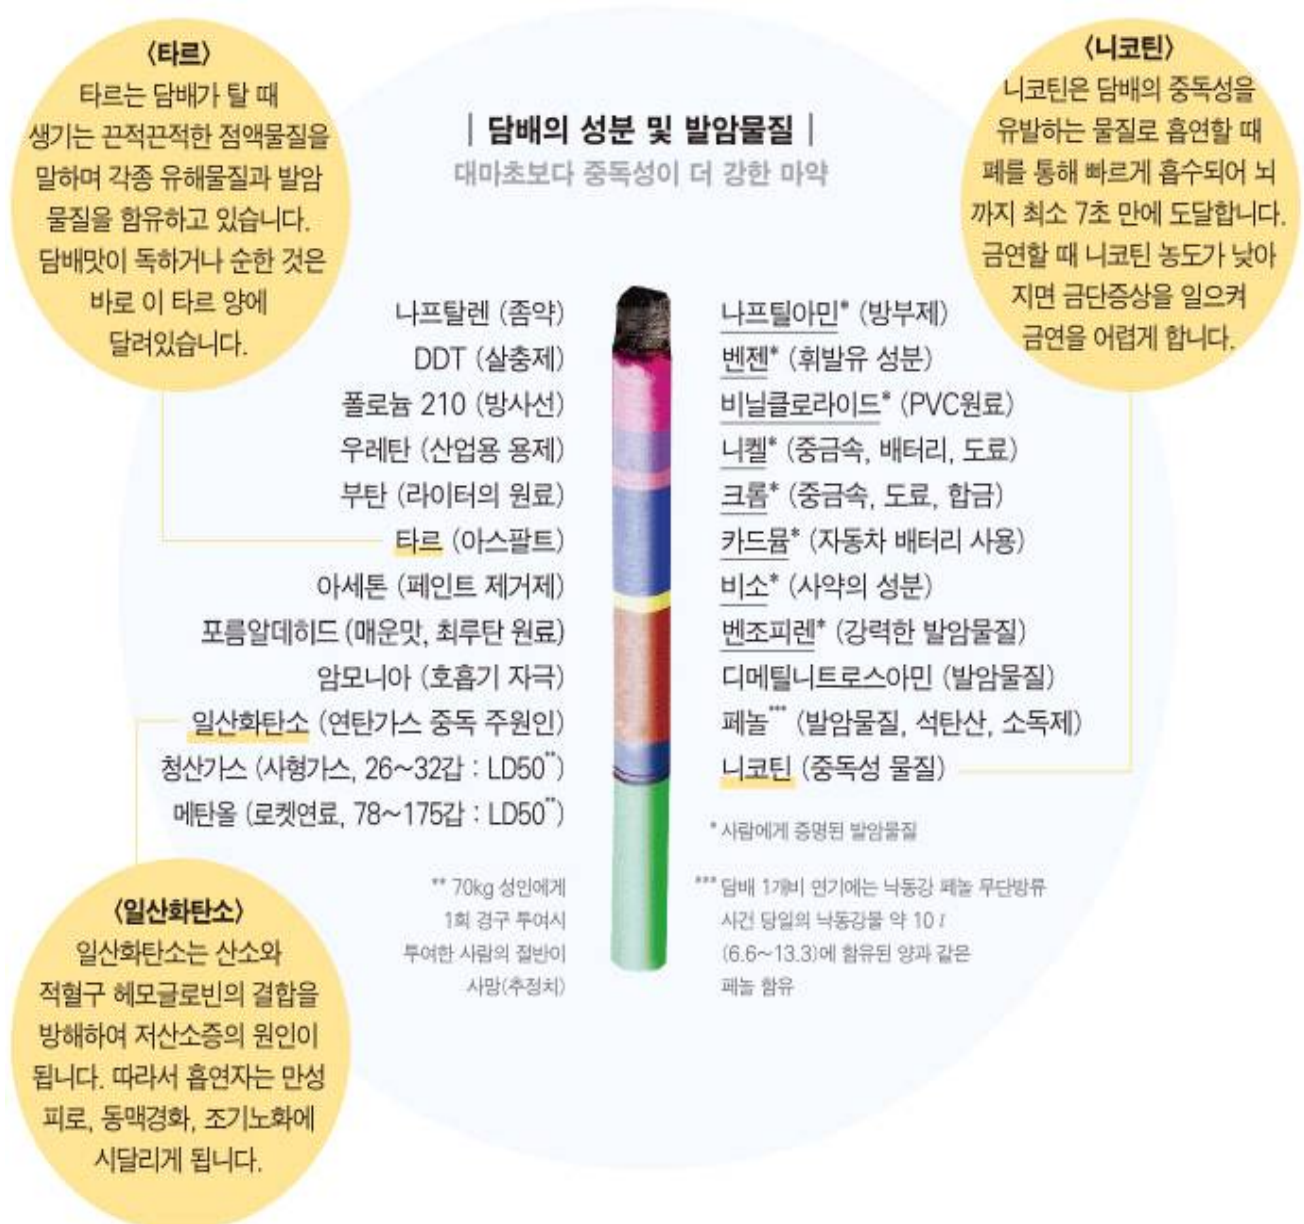 〈타르〉
타르는 담배가 탈 때
생기는 끈적끈적한 점액물질을
말하며 각종 유해물질과 발암
물질을 함유하고 있습니다.
담배맛이 독하거나 순한 것은
바로 이 타르 양에
달려있습니다.
| 담배의 성분 및 발암물질 |
대마초보다 중독성이 더 강한 마약
〈니코틴〉
니코틴은 담배의 중독성을
유발하는 물질로 흡연할 때
폐를 통해 빠르게 흡수되어 뇌
까지 최소 7초 만에 도달합니다.
금연할 때 니코틴 농도가 낮아
지면 금단증상을 일으켜
금연을 어렵게 합니다.
나프탈렌 (좀약)
DDT (살충제)
폴로늄 210 (방사선)
우레탄 (산업용 용제)
부탄 (라이터의 원료)
타르 (아스팔트)
아세톤 (페인트 제거제)
포름알데히드 (매운맛, 최루탄 원료)
암모니아 (호흡기 자극)
일산화탄소 (연탄가스 중독 주원인)
청산가스 (사형가스, 26~32갑 : LD50**)
메탄올 (로켓연료, 78~175갑 : LD50**)
** 70kg 성인에게
1회 경구 투여시
투여한 사람의 절반이
사망(추정치)
나프틸아민* (방부제)
벤젠* (휘발유 성분)
비닐클로라이드* (PVC원료)
니켈* (중금속, 배터리, 도료)
크롬* (중금속, 도료, 합금)
카드뮴* (자동차 배터리 사용)
비소* (사약의 성분)
벤조피렌* (강력한 발암물질)
디메틸니트로스아민 (발암물질)
페놀*** (발암물질, 석탄산, 소독제)
니코틴 (중독성 물질)
* 사람에게 증명된 발암물질
*** 담배 1개비 연기에는 낙동강 페놀 무단방류
사건 당일의 낙동강물 약 10 l
(6.6~13.3)에 함유된 양과 같은
페놀 함유
〈일산화탄소〉
일산화탄소는 산소와
적혈구 헤모글로빈의 결합을
방해하여 저산소증의 원인이
됩니다. 따라서 흡연자는 만성
피로, 동맥경화, 조기노화에
시달리게 됩니다.